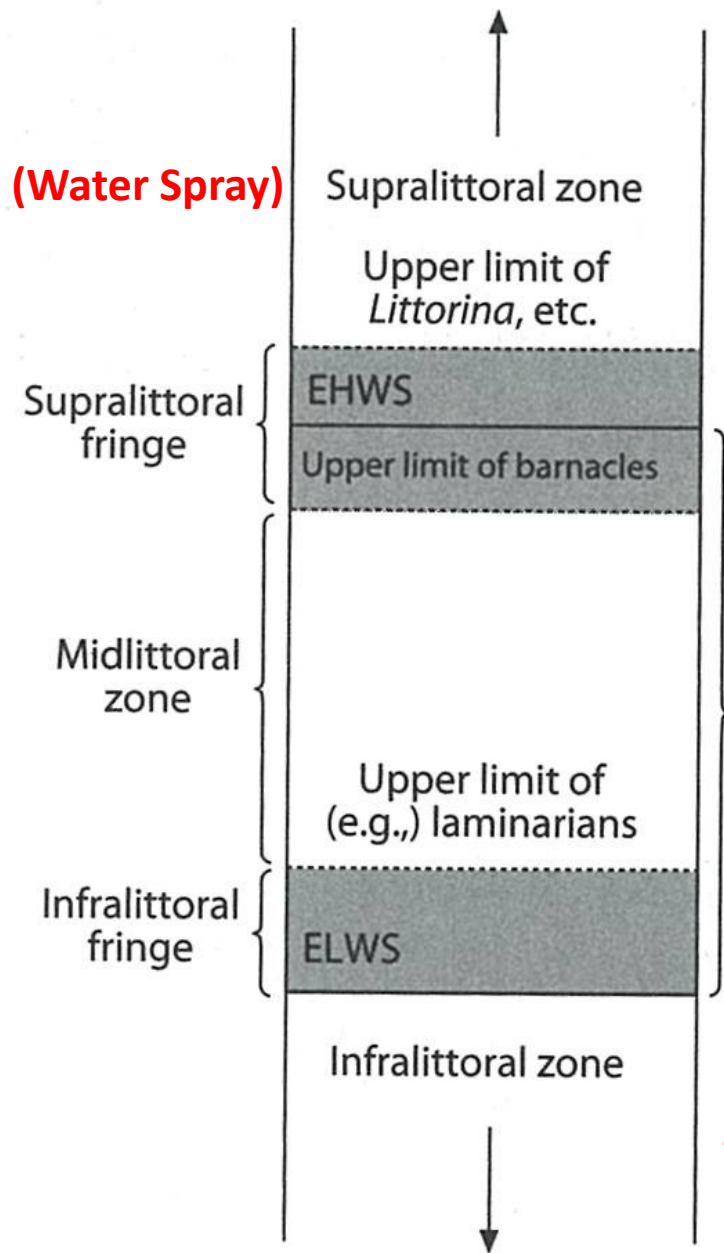 (Water Spray)
Supralittoral zone
Upper limit of
Littorina, etc.
Supralittoral
fringe
EHWS
Upper limit of barnacles
Midlittoral
zone
Upper limit of
(e.g.,) laminarians
Infralittoral
fringe
ELWS
Infralittoral zone